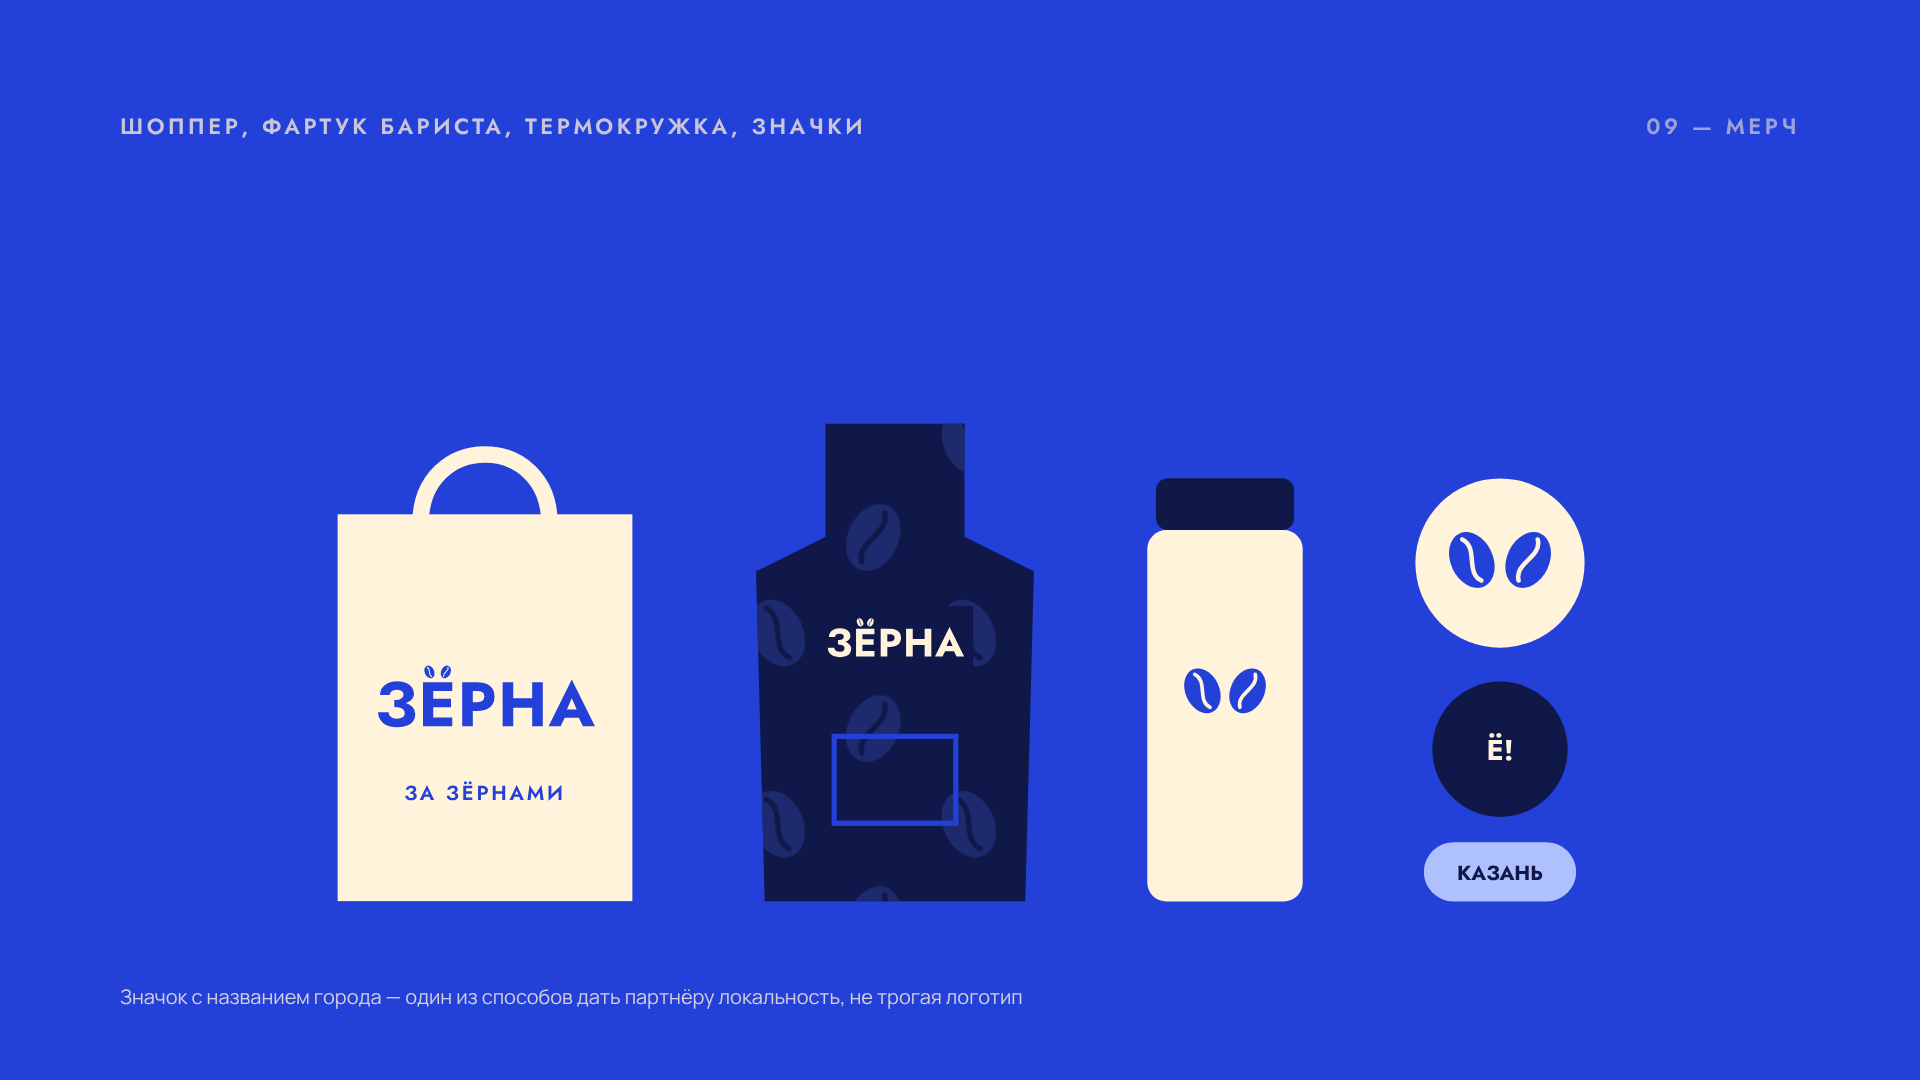 ШОППЕР, ФАРТУК БАРИСТА, ТЕРМОКРУЖКА, ЗНАЧКИ
09 — МЕРЧ
ЗЁРНА
ЗА ЗЁРНАМИ
ЗЁРНА
Ё!
КАЗАНЬ
Значок с названием города — один из способов дать партнёру локальность, не трогая логотип